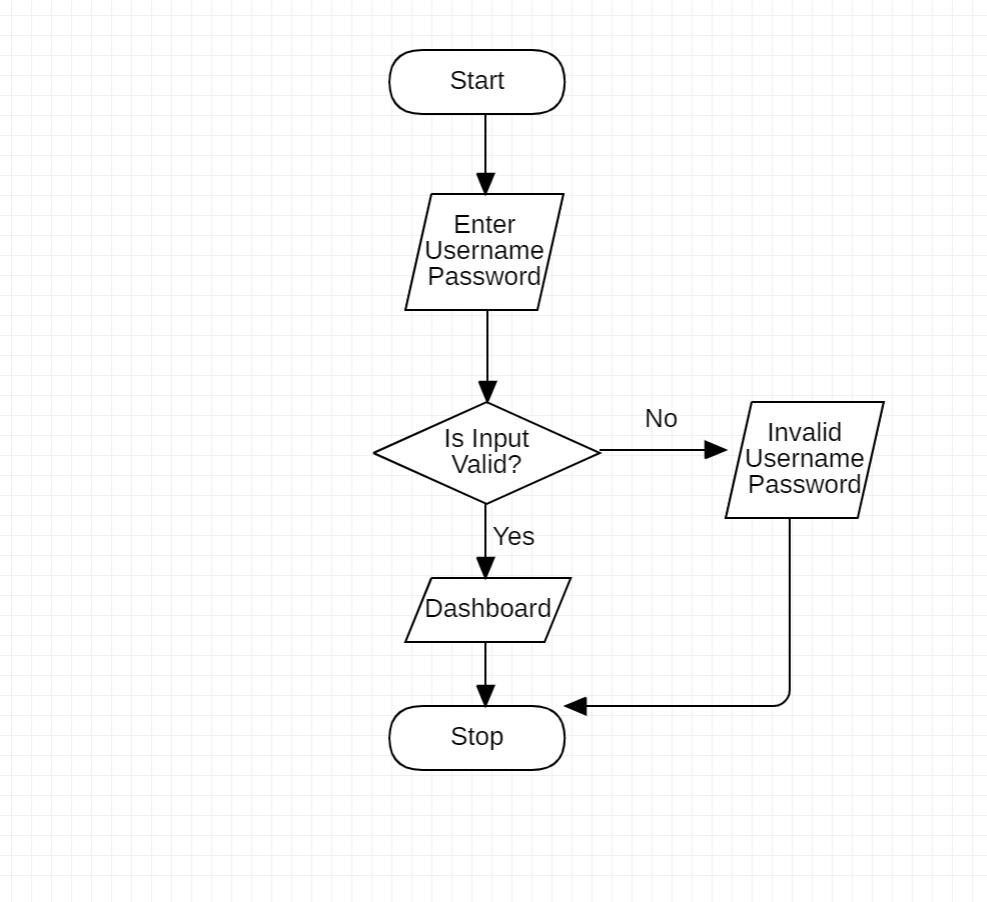 Start
Enter
Username
Password
Is Input
Valid?
No
Invalid
Username
Password
Yes
Dashboard
Stop